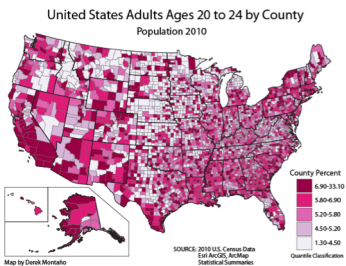 United States Adults Ages 20 to 24 by County
Population 2010
County Percent
6.90-33.10
5.80-6.90
5.20-5.80
4.50-5.20
1.30-4.50
Quantile Classification
SOURCE: 2010 U.S. Census Data
Esri ArcGIS, ArcMap
Statistical Summaries
Map by Derek Montaño